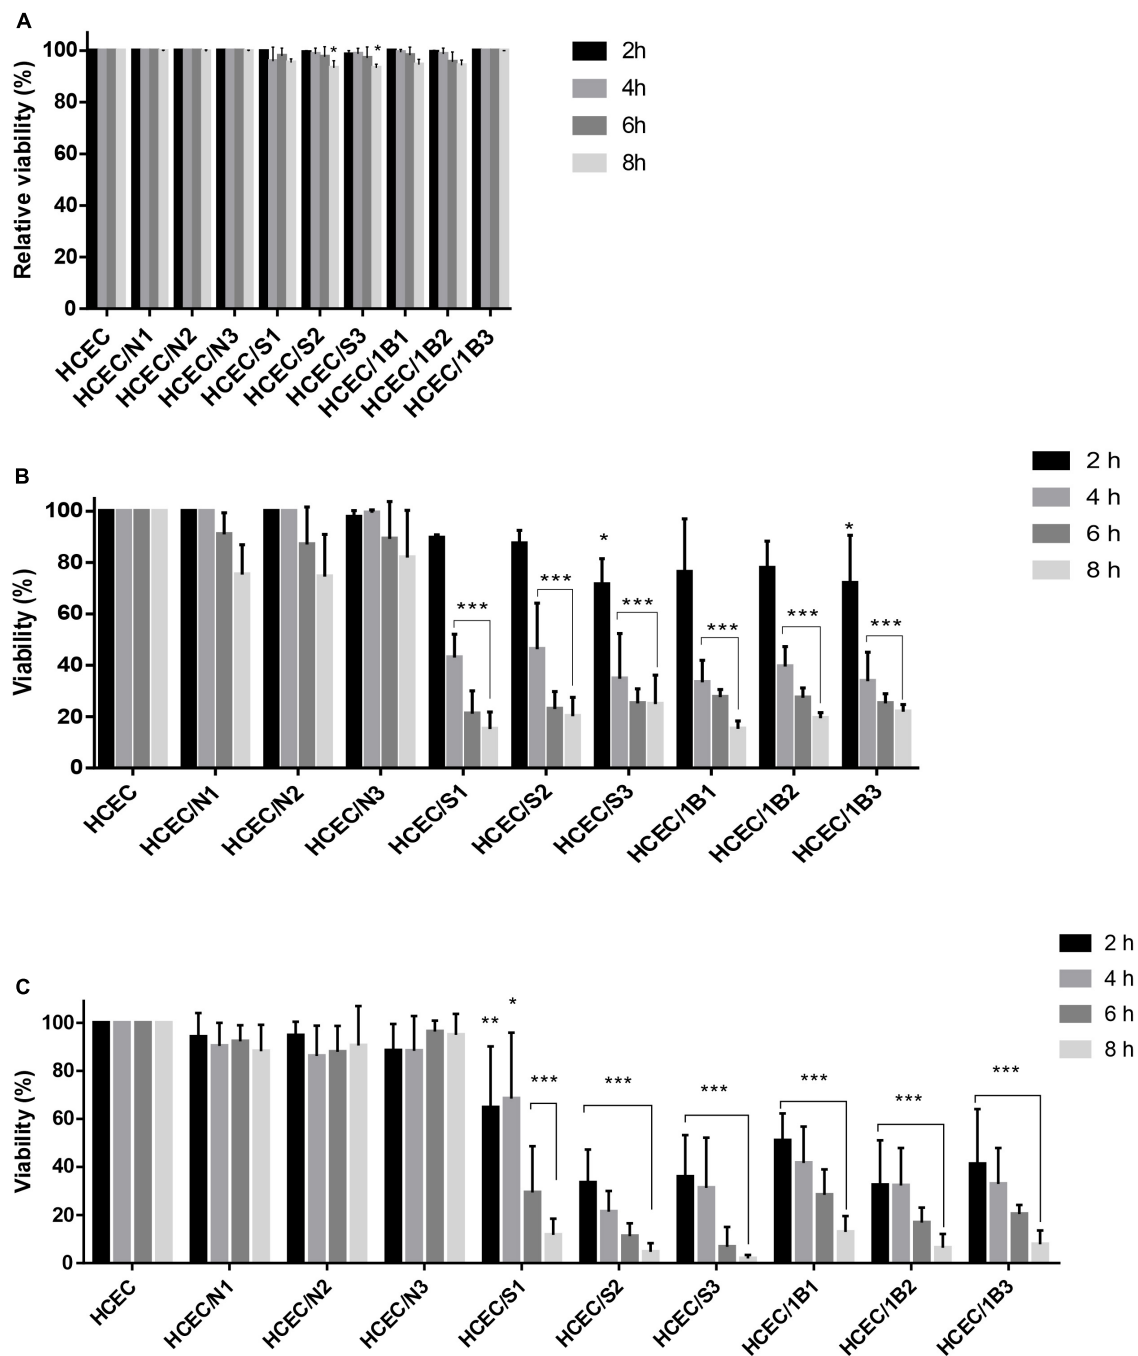 A
Relative viability (%)
100
80
60
40
20
0
* *
HCEC
HCEC/N1
HCEC/N2
HCEC/N3
HCEC/S1
HCEC/S2
HCEC/S3
HCEC/1B1
HCEC/1B2
HCEC/1B3
2h
4h
6h
8h
B
Viability (%)
100
80
60
40
20
0
***
***
*
***
***
***
*
***
HCEC
HCEC/N1
HCEC/N2
HCEC/N3
HCEC/S1
HCEC/S2
HCEC/S3
HCEC/1B1
HCEC/1B2
HCEC/1B3
2 h
4 h
6 h
8 h
C
Viability (%)
100
80
60
40
20
0
**
*
***
***
***
***
***
***
HCEC
HCEC/N1
HCEC/N2
HCEC/N3
HCEC/S1
HCEC/S2
HCEC/S3
HCEC/1B1
HCEC/1B2
HCEC/1B3
2 h
4 h
6 h
8 h